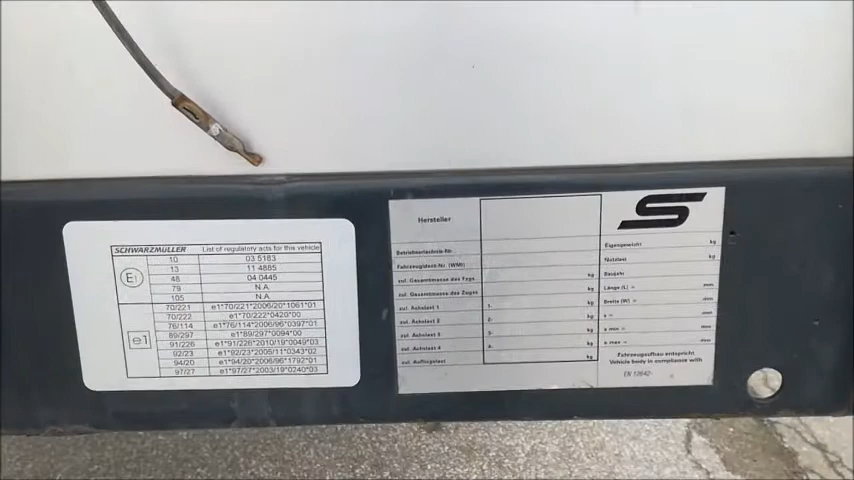 SCHWARZMÜLLER List of regulatory acts for this vehicle
E1
10 03 5183
13 11 4885
48 04 0445
79 N.A
105 N.A
e1
70/221 e1*70/221*2006/20*1061*01
70/222 e1*70/222*0420*00
76/114 e1*76/114*2006/96*0397*01
89/297 e1*89/297*0094*00
91/226 e1*91/226*2010/19*0049*03
92/23 e1*92/23*2005/11*0343*02
94/20 e1*94/20*2006/96*1792*01
97/27 e1*97/27*2003/19*0240*03
Hersteller
Fahrzeugident-Nr. (WMI)
zul. Gesamtmasse des Fzgs. kg
zul. Gesamtmasse des Zuges kg
zul. Achslast 1 1- kg
zul. Achslast 2 2- kg
zul. Achslast 3 3- kg
zul. Achslast 4 4- kg
zul. Aufliegelast kg
S
Eigengewicht kg
Nutzlast kg
Baujahr
Länge (L) = mm
Breite (W) = mm
s = mm
a min = mm
a max = mm
Fahrzeugaufbau entspricht
Vehicle body in compliance with
EN 12642-